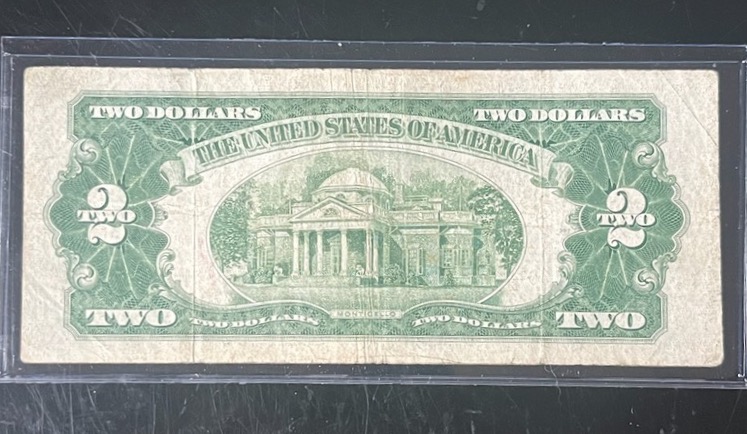 TWO DOLLARS TWO DOLLARS
THE UNITED STATES OF AMERICA
2 2
TWO TWO
MONTICELLO
TWO TWO DOLLARS TWO DOLLARS TWO